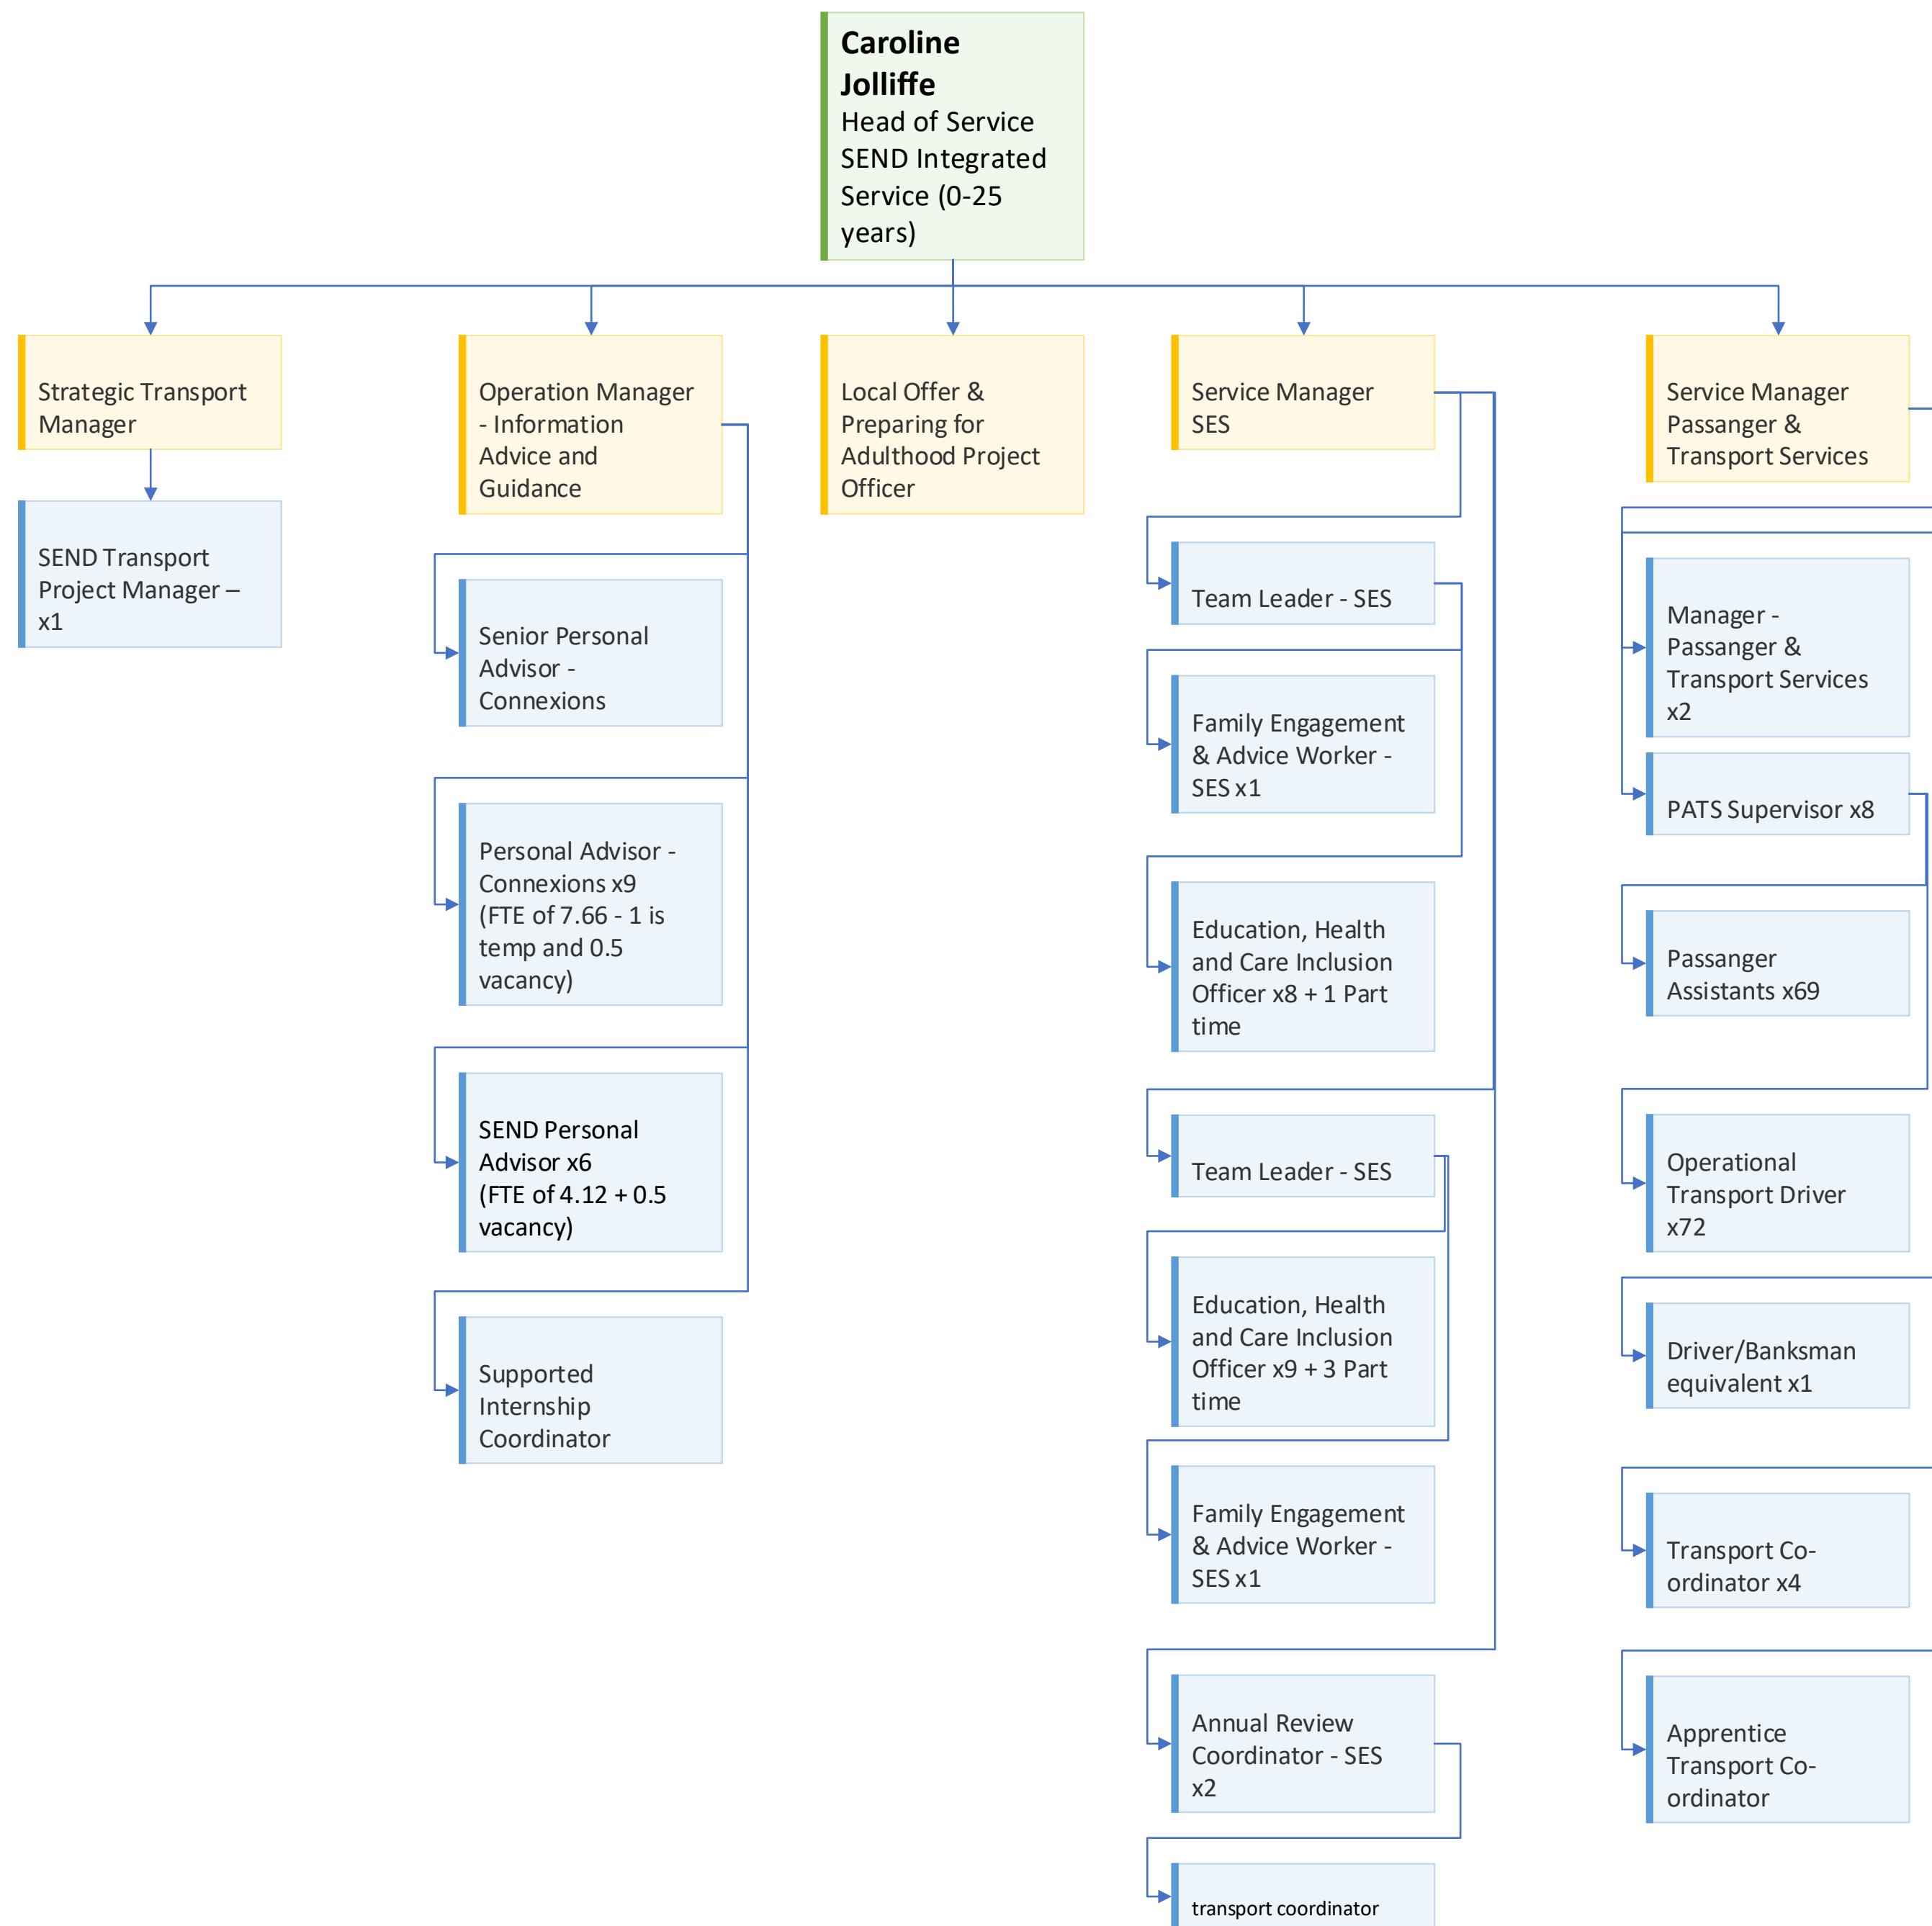 Caroline
Jolliffe
Head of Service
SEND Integrated
Service (0-25
years)
Strategic Transport
Manager
SEND Transport
Project Manager –
x1
Operation Manager
- Information
Advice and
Guidance
Senior Personal
Advisor -
Connexions
Personal Advisor -
Connexions x9
(FTE of 7.66 - 1 is
temp and 0.5
vacancy)
SEND Personal
Advisor x6
(FTE of 4.12 + 0.5
vacancy)
Supported
Internship
Coordinator
Local Offer &
Preparing for
Adulthood Project
Officer
Service Manager
SES
Team Leader - SES
Family Engagement
& Advice Worker -
SES x1
Education, Health
and Care Inclusion
Officer x8 + 1 Part
time
Team Leader - SES
Education, Health
and Care Inclusion
Officer x9 + 3 Part
time
Family Engagement
& Advice Worker -
SES x1
Annual Review
Coordinator - SES
x2
transport coordinator
Service Manager
Passanger &
Transport Services
Manager -
Passanger &
Transport Services
x2
PATS Supervisor x8
Passanger
Assistants x69
Operational
Transport Driver
x72
Driver/Banksman
equivalent x1
Transport Co-
ordinator x4
Apprentice
Transport Co-
ordinator